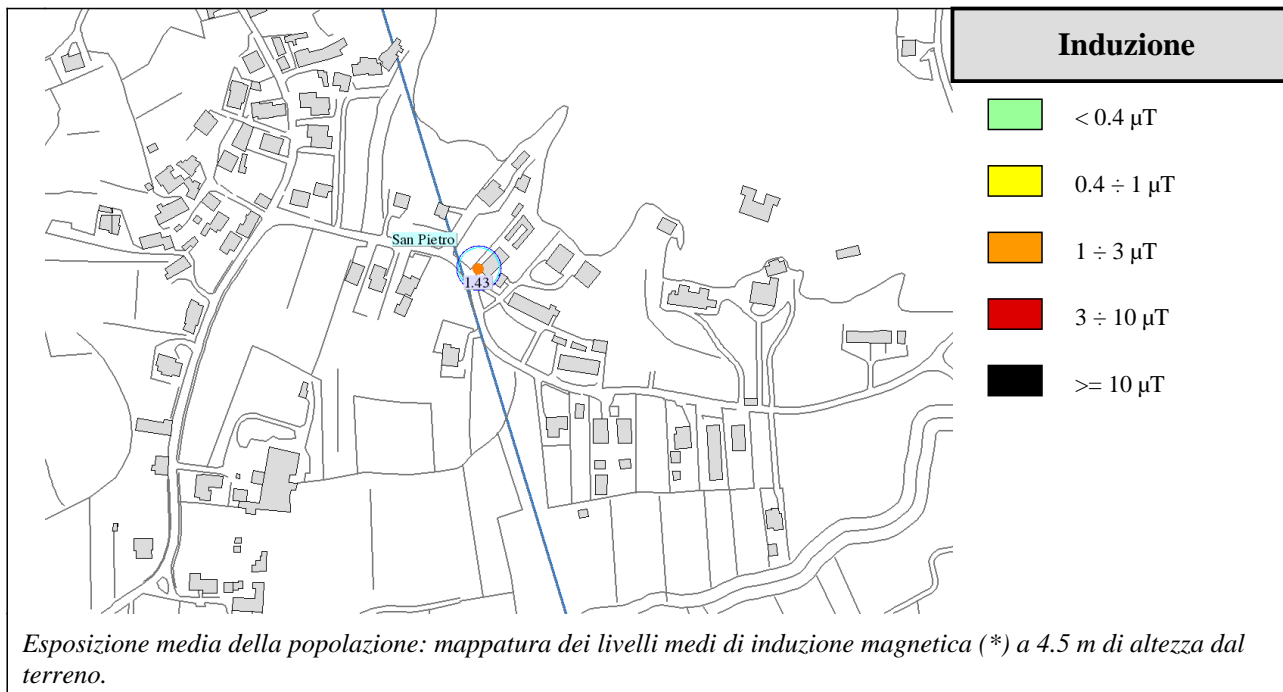 Induzione
< 0.4 µT
0.4 ÷ 1 µT
1 ÷ 3 µT
3 ÷ 10 µT
>= 10 µT
San Pietro
1.43
Esposizione media della popolazione: mappatura dei livelli medi di induzione magnetica (*) a 4.5 m di altezza dal
terreno.